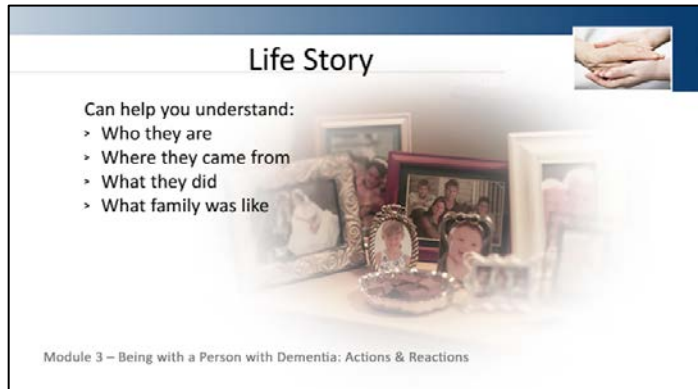 Life Story
Can help you understand:
> Who they are
> Where they came from
> What they did
> What family was like
Module 3 – Being with a Person with Dementia: Actions & Reactions